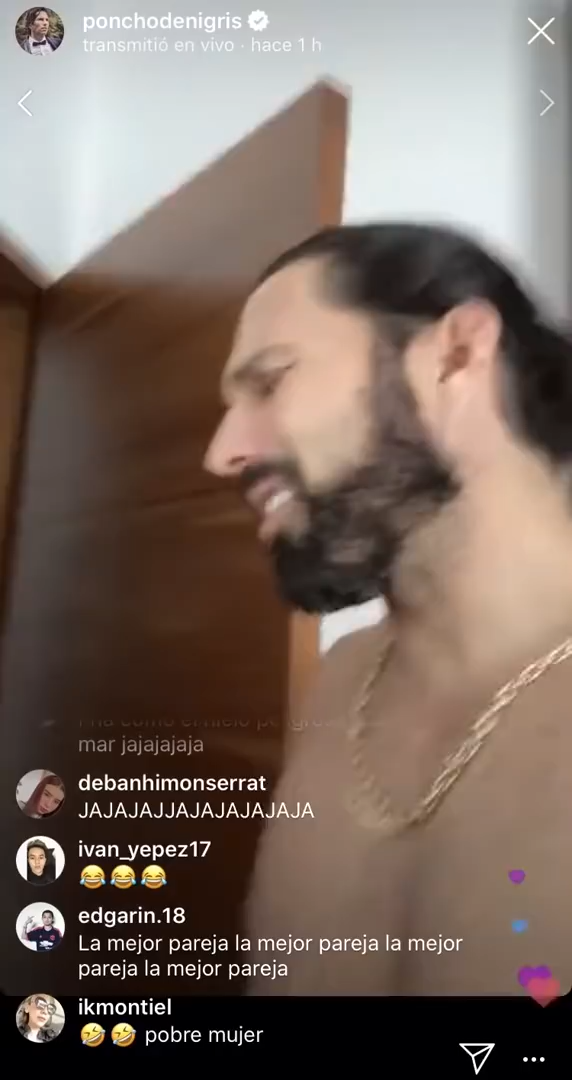 ponchodenigris
transmitió en vivo · hace 1 h
mar jajajajaja
debanhimonserrat
JAJAJAJJAJAJAJAJAJA
ivan_yepez17
😂😂😂
edgarin.18
La mejor pareja la mejor pareja la mejor
pareja la mejor pareja
ikmontiel
🤣🤣 pobre mujer